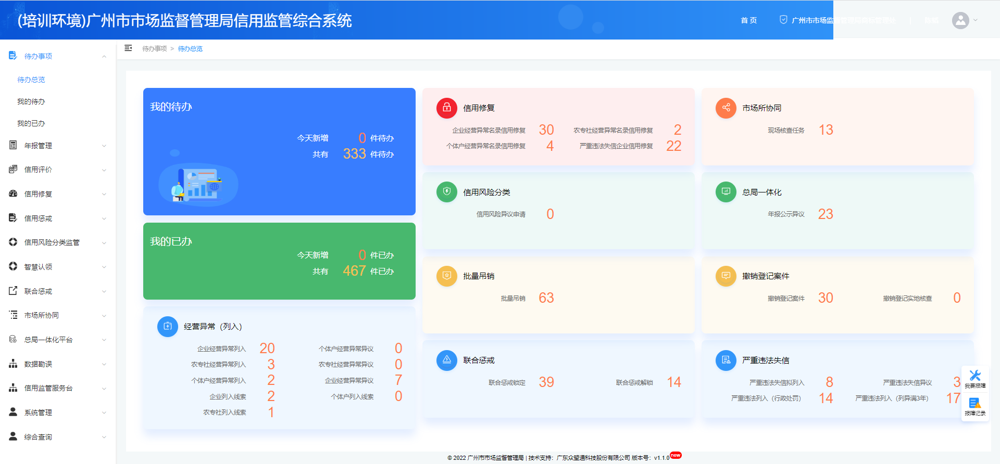 (培训环境)广州市市场监督管理局信用监管综合系统
首页
广州市市场监督管理局商标管理处
待办事项
待办总览
我的待办
我的已办
年报管理
信用评价
信用修复
信用惩戒
信用风险分类监管
智慧认领
联合惩戒
市场所协同
总局一体化平台
数据勘误
信用监管服务台
系统管理
综合查询
待办事项 > 待办总览
我的待办
今天新增 0 件待办
共有 333 件待办
我的已办
今天新增 0 件已办
共有 467 件已办
经营异常（列入）
企业经营异常列入 20 个体户经营异常异议 0
农专社经营异常列入 3 农专社经营异常异议 0
个体户经营异常列入 2 企业经营异常异议 7
企业列入线索 2 个体户列入线索 0
农专社列入线索 1
信用修复
企业经营异常名录信用修复 30 农专社经营异常名录信用修复 2
个体户经营异常名录信用修复 4 严重违法失信企业信用修复 22
信用风险分类
信用风险异议申请 0
批量吊销
批量吊销 63
联合惩戒
联合惩戒锁定 39 联合惩戒解锁 14
市场所协同
现场核查任务 13
总局一体化
年报公示异议 23
撤销登记案件
撤销登记案件 30 撤销登记实地核查 0
严重违法失信
严重违法失信拟列入 8 严重违法失信异议 3
严重违法列入（行政处罚） 14 严重违法列入（列异满3年） 17
我要报障
报障记录
© 2022 广州市市场监督管理局 | 技术支持：广东众望通科技股份有限公司 版本号：v1.1.0 new